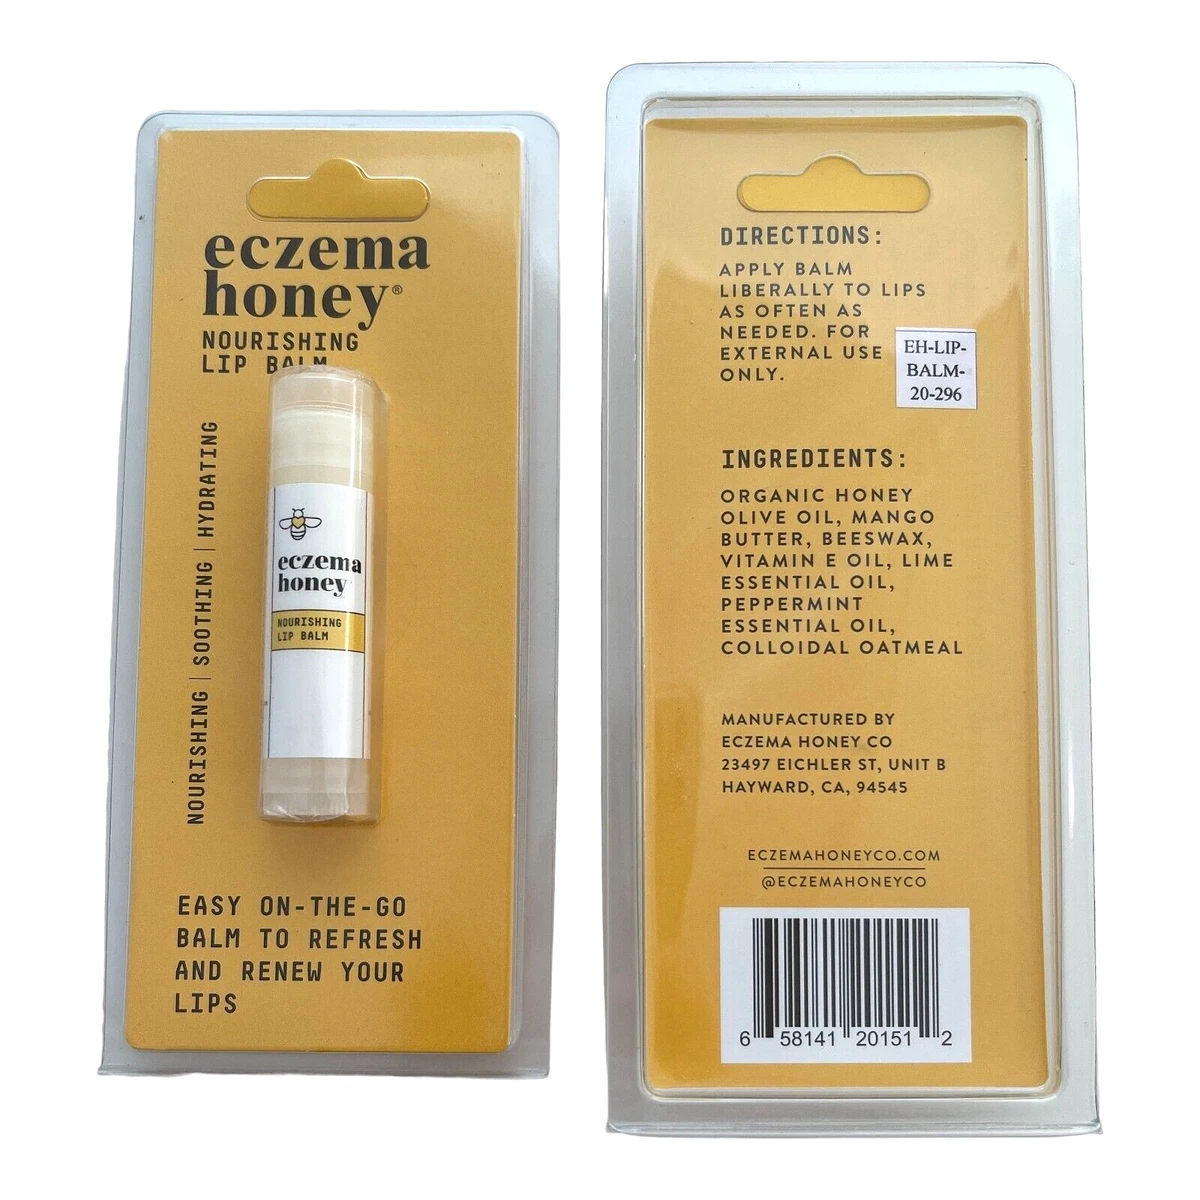 eczema
honey®
NOURISHING
LIP BALM
NOURISHING | SOOTHING | HYDRATING
eczema
honey
NOURISHING
LIP BALM
EASY ON-THE-GO
BALM TO REFRESH
AND RENEW YOUR
LIPS
DIRECTIONS:
APPLY BALM
LIBERALLY TO LIPS
AS OFTEN AS
NEEDED. FOR
EXTERNAL USE
ONLY.
EH-LIP-
BALM-
20-296
INGREDIENTS:
ORGANIC HONEY
OLIVE OIL, MANGO
BUTTER, BEESWAX,
VITAMIN E OIL, LIME
ESSENTIAL OIL,
PEPPERMINT
ESSENTIAL OIL,
COLLOIDAL OATMEAL
MANUFACTURED BY
ECZEMA HONEY CO
23497 EICHLER ST, UNIT B
HAYWARD, CA, 94545
ECZEMAHONEYCO.COM
@ECZEMAHONEYCO
6 58141 20151 2